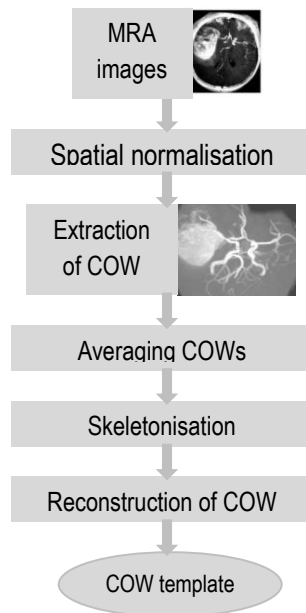 MRA
images
Spatial normalisation
Extraction
of COW
Averaging COWs
Skeletonisation
Reconstruction of COW
COW template